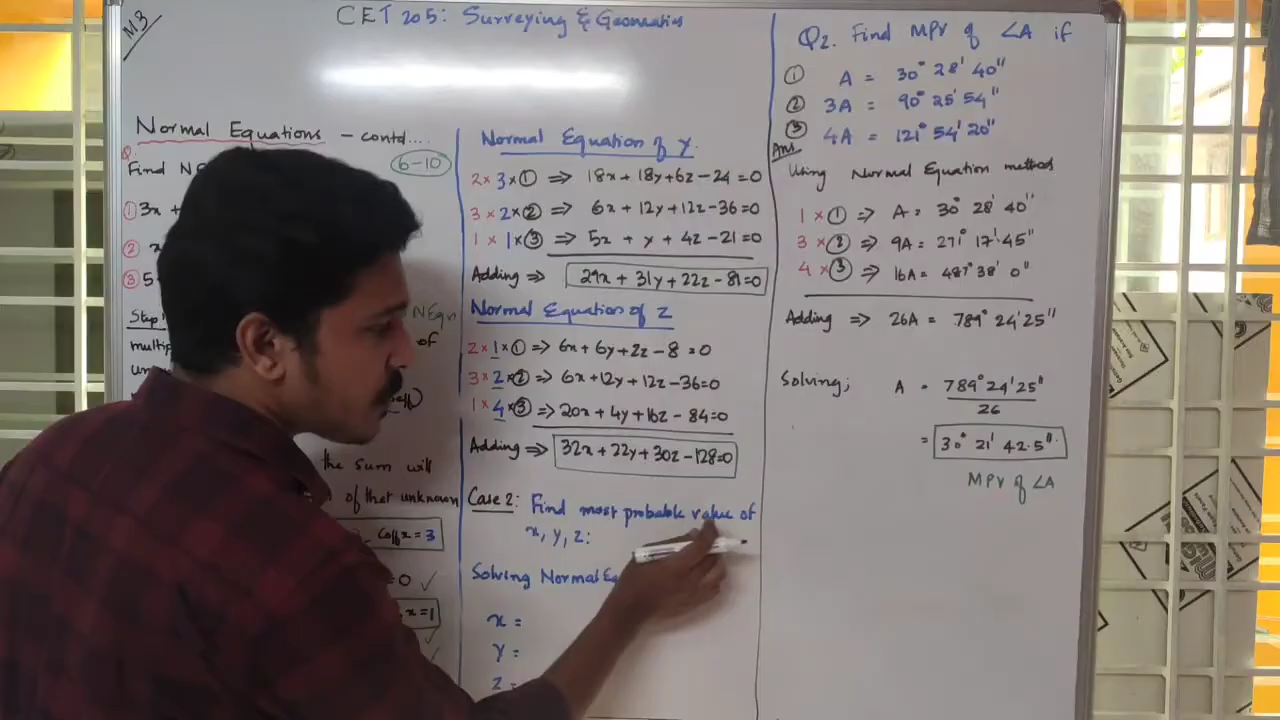 M3
CET 205: Surveying & Geomatics
Normal Equations - contd....
6-10
Find NE
① 3x +
② x
③ 5
Step 1
multip
NEqn
of
the sum will
of that unknown
coff x = 3
= 0 ✓
x = 1
Normal Equation of y.
2 × 3 × ① ⟹ 18x + 18y + 6z - 24 = 0
3 × 2 × ② ⟹ 6x + 12y + 12z - 36 = 0
1 × 1 × ③ ⟹ 5x + y + 4z - 21 = 0
Adding ⟹ 29x + 31y + 22z - 81 = 0
Normal Equation of z
2 × 1 × ① ⟹ 6x + 6y + 2z - 8 = 0
3 × 2 × ② ⟹ 6x + 12y + 12z - 36 = 0
1 × 4 × ③ ⟹ 20x + 4y + 16z - 84 = 0
Adding ⟹ 32x + 22y + 30z - 128 = 0
Case 2: Find most probable value of
x, y, z:
Solving Normal Eq
x =
y =
z =
Q2. Find MPV of ∠A if
① A = 30° 28' 40"
② 3A = 90° 25' 54"
③ 4A = 121° 54' 20"
Ans.
Using Normal Equation method
1 × ① ⟹ A = 30° 28' 40"
3 × ② ⟹ 9A = 271° 17' 45"
4 × ③ ⟹ 16A = 487° 38' 0"
Adding ⟹ 26A = 789° 24' 25"
Solving; A = 789° 24' 25"
26
= 30° 21' 42.5"
MPV of ∠A